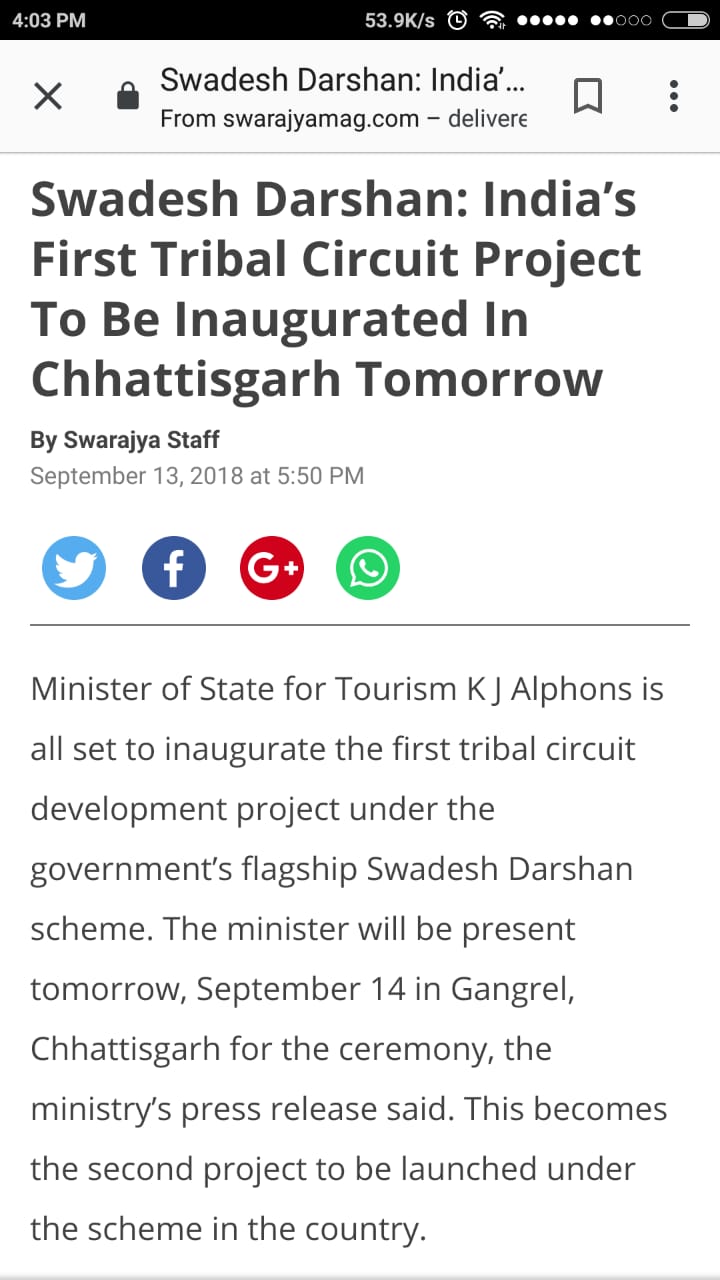 4:03 PM 53.9K/s
Swadesh Darshan: India’...
From swarajyamag.com – delivere
Swadesh Darshan: India’s
First Tribal Circuit Project
To Be Inaugurated In
Chhattisgarh Tomorrow
By Swarajya Staff
September 13, 2018 at 5:50 PM
f G+
Minister of State for Tourism K J Alphons is
all set to inaugurate the first tribal circuit
development project under the
government’s flagship Swadesh Darshan
scheme. The minister will be present
tomorrow, September 14 in Gangrel,
Chhattisgarh for the ceremony, the
ministry’s press release said. This becomes
the second project to be launched under
the scheme in the country.